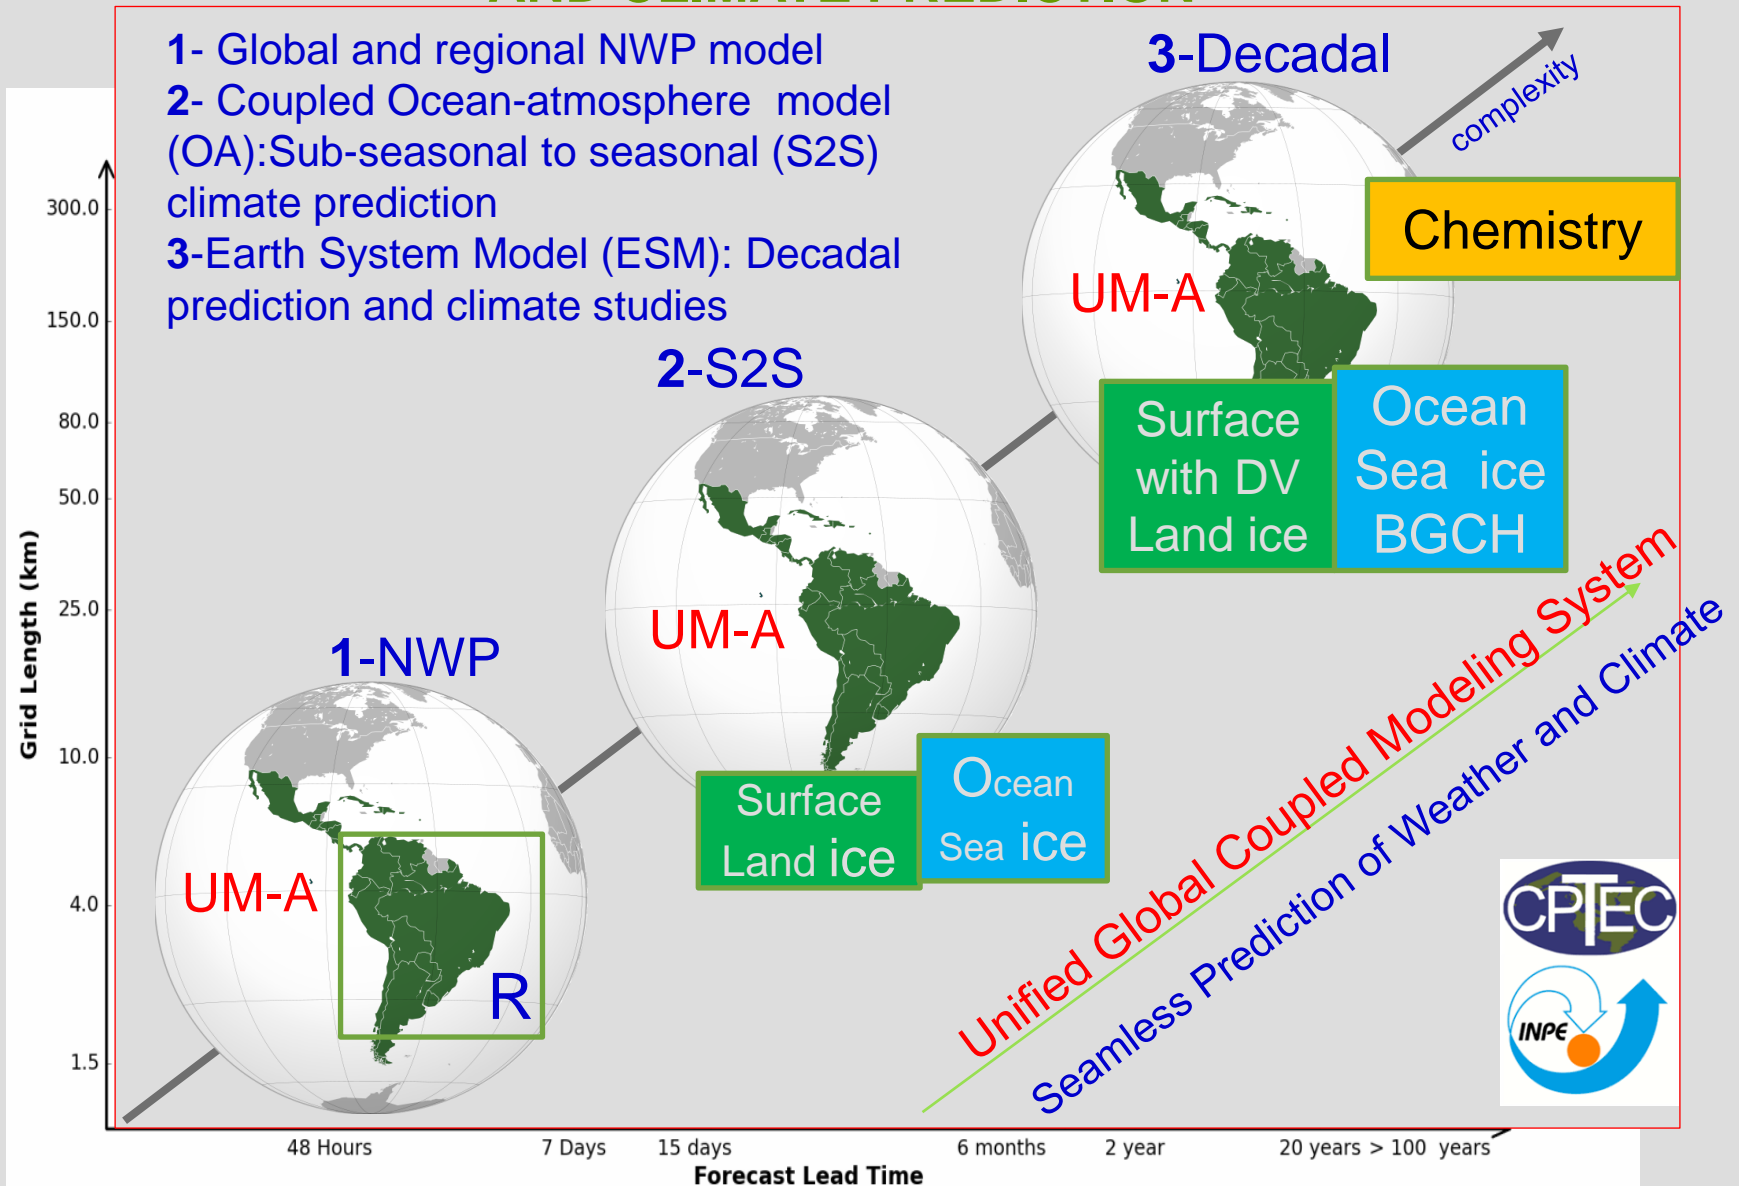 AND CLIMATE PREDICTION
1- Global and regional NWP model
2- Coupled Ocean-atmosphere model
(OA):Sub-seasonal to seasonal (S2S)
climate prediction
3-Earth System Model (ESM): Decadal
prediction and climate studies
3-Decadal
complexity
Chemistry
UM-A
Surface
with DV
Land ice
Ocean
Sea ice
BGCH
2-S2S
UM-A
Surface
Land ice
Ocean
Sea ice
1-NWP
UM-A
R
Unified Global Coupled Modeling System
Seamless Prediction of Weather and Climate
CPTEC
INPE
Grid Length (km)
300.0
150.0
80.0
50.0
25.0
10.0
4.0
1.5
48 Hours
7 Days
15 days
6 months
2 year
20 years > 100 years
Forecast Lead Time